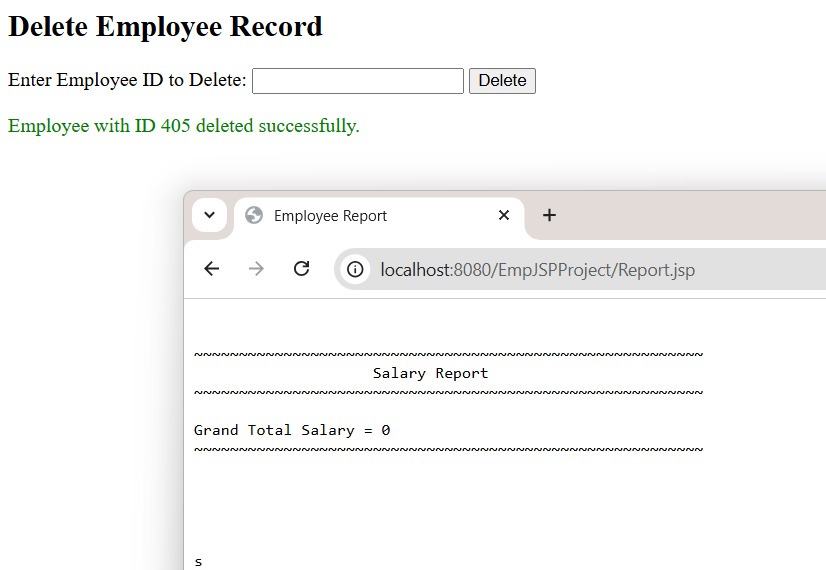 Delete Employee Record
Enter Employee ID to Delete: Delete
Employee with ID 405 deleted successfully.
Employee Report
localhost:8080/EmpJSPProject/Report.jsp
~~~~~~~~~~~~~~~~~~~~~~~~~~~~~~~~~~~~~~~~~~~~~~~~~~~~~~~~~
Salary Report
~~~~~~~~~~~~~~~~~~~~~~~~~~~~~~~~~~~~~~~~~~~~~~~~~~~~~~~~~
Grand Total Salary = 0
~~~~~~~~~~~~~~~~~~~~~~~~~~~~~~~~~~~~~~~~~~~~~~~~~~~~~~~~~
s